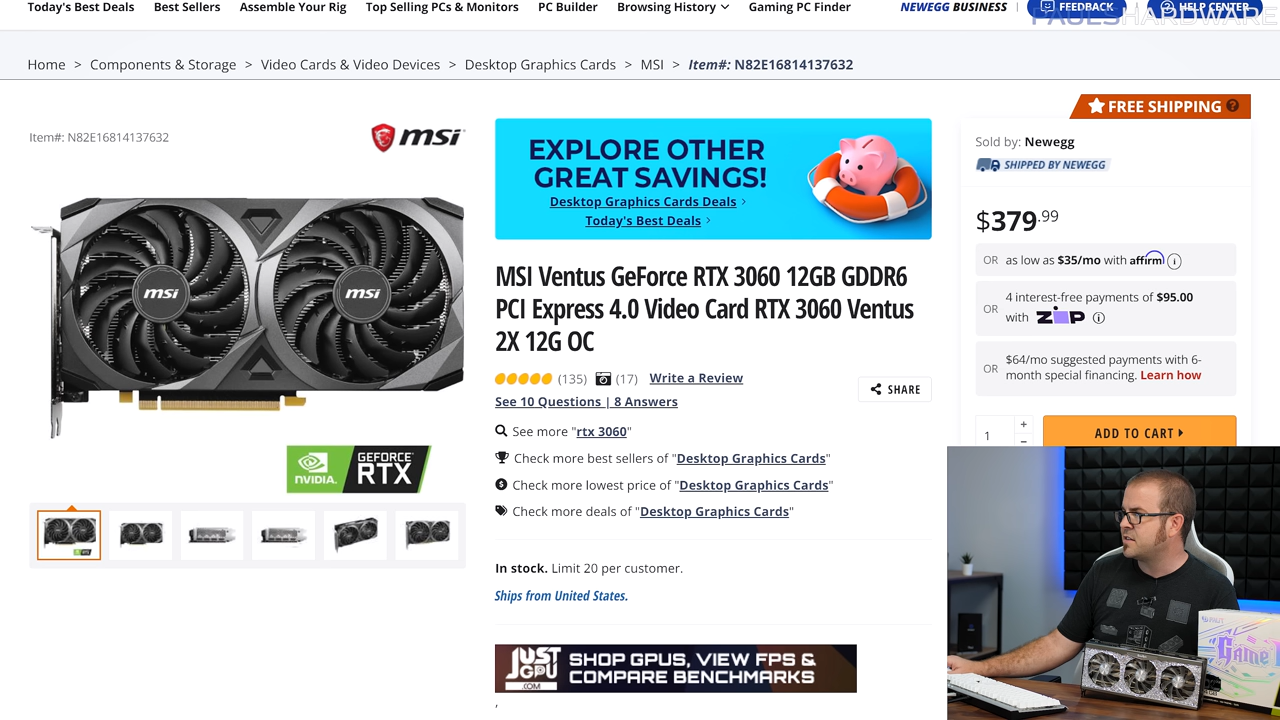 Today's Best Deals Best Sellers Assemble Your Rig Top Selling PCs & Monitors PC Builder Browsing History Gaming PC Finder NEWEGG BUSINESS FEEDBACK HELP CENTER
PAULSHARDWARE
Home > Components & Storage > Video Cards & Video Devices > Desktop Graphics Cards > MSI > Item#: N82E16814137632
FREE SHIPPING ?
Item#: N82E16814137632
msi
msi
msi
NVIDIA. GEFORCE RTX
EXPLORE OTHER
GREAT SAVINGS!
Desktop Graphics Cards Deals
Today's Best Deals
MSI Ventus GeForce RTX 3060 12GB GDDR6
PCI Express 4.0 Video Card RTX 3060 Ventus
2X 12G OC
(135) (17) Write a Review
See 10 Questions | 8 Answers
SHARE
See more "rtx 3060"
Check more best sellers of "Desktop Graphics Cards"
Check more lowest price of "Desktop Graphics Cards"
Check more deals of "Desktop Graphics Cards"
In stock. Limit 20 per customer.
Ships from United States.
JUST GPU .COM
SHOP GPUS, VIEW FPS &
COMPARE BENCHMARKS
,
Sold by: Newegg
SHIPPED BY NEWEGG
$379.99
OR as low as $35/mo with affirm
OR 4 interest-free payments of $95.00
with ZIP
OR $64/mo suggested payments with 6-
month special financing. Learn how
1 + −
ADD TO CART